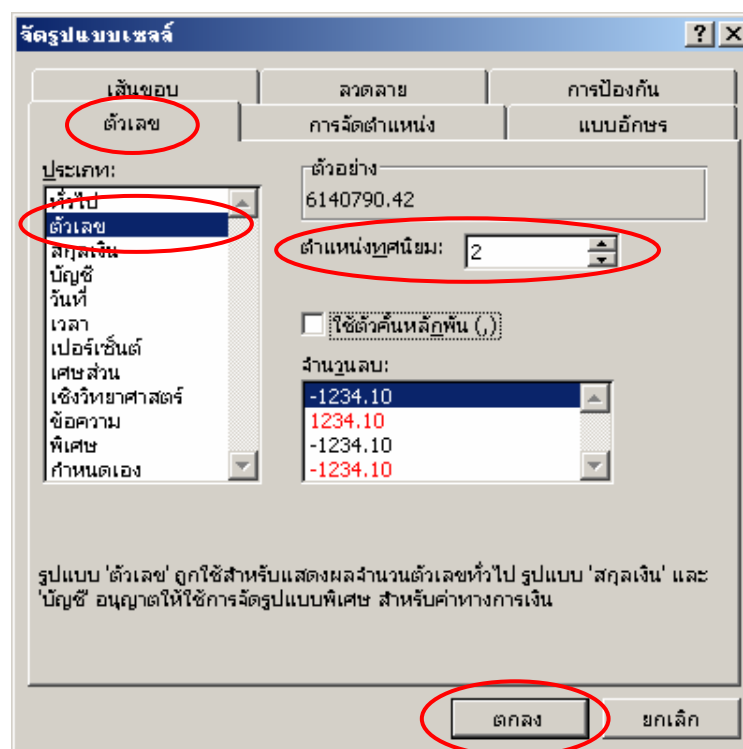 จัดรูปแบบเซลล์
เส้นขอบ ลวดลาย การป้องกัน
ตัวเลข การจัดตำแหน่ง แบบอักษร
ประเภท:
ทั่วไป
ตัวเลข
สกุลเงิน
บัญชี
วันที่
เวลา
เปอร์เซ็นต์
เศษส่วน
เชิงวิทยาศาสตร์
ข้อความ
พิเศษ
กำหนดเอง
ตัวอย่าง
6140790.42
ตำแหน่งทศนิยม: 2
ใช้ตัวคั่นหลักพัน (,)
จำนวนลบ:
-1234.10
1234.10
-1234.10
-1234.10
รูปแบบ 'ตัวเลข' ถูกใช้สำหรับแสดงผลจำนวนตัวเลขทั่วไป รูปแบบ 'สกุลเงิน' และ
'บัญชี' อนุญาตให้ใช้การจัดรูปแบบพิเศษ สำหรับค่าทางการเงิน
ตกลง ยกเลิก